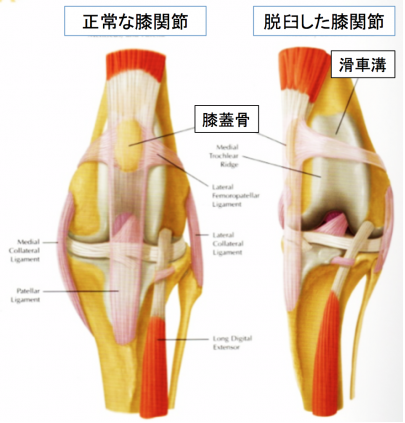 正常な膝関節
脱臼した膝関節
滑車溝
膝蓋骨
Medial
Trochlear
Ridge
Lateral
Femoropatellar
Ligament
Medial
Collateral
Ligament
Lateral
Collateral
Ligament
Patellar
Ligament
Long Digital
Extensor